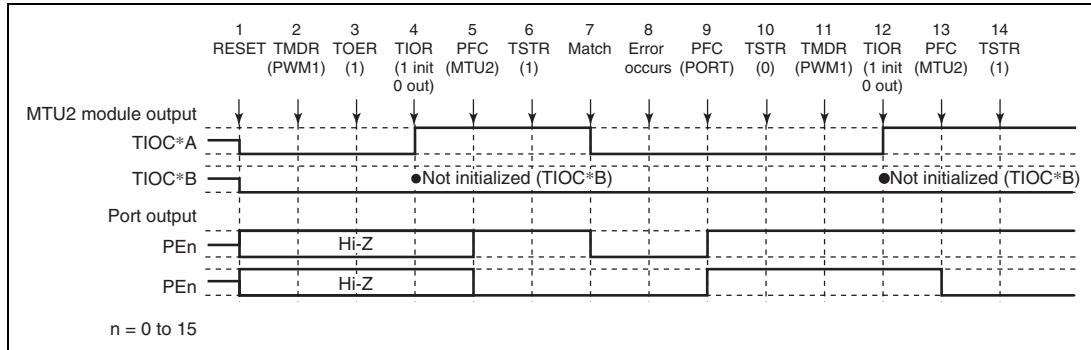 1 2 3 4 5 6 7 8 9 10 11 12 13 14
RESET TMDR TOER TIOR PFC TSTR Match Error PFC TSTR TMDR TIOR PFC TSTR
(PWM1) (1) (1 init (MTU2) (1) occurs (PORT) (0) (PWM1) (1 init (MTU2) (1)
0 out) 0 out)
MTU2 module output
TIOC*A
TIOC*B ●Not initialized (TIOC*B) ●Not initialized (TIOC*B)
Port output
PEn Hi-Z
PEn Hi-Z
n = 0 to 15